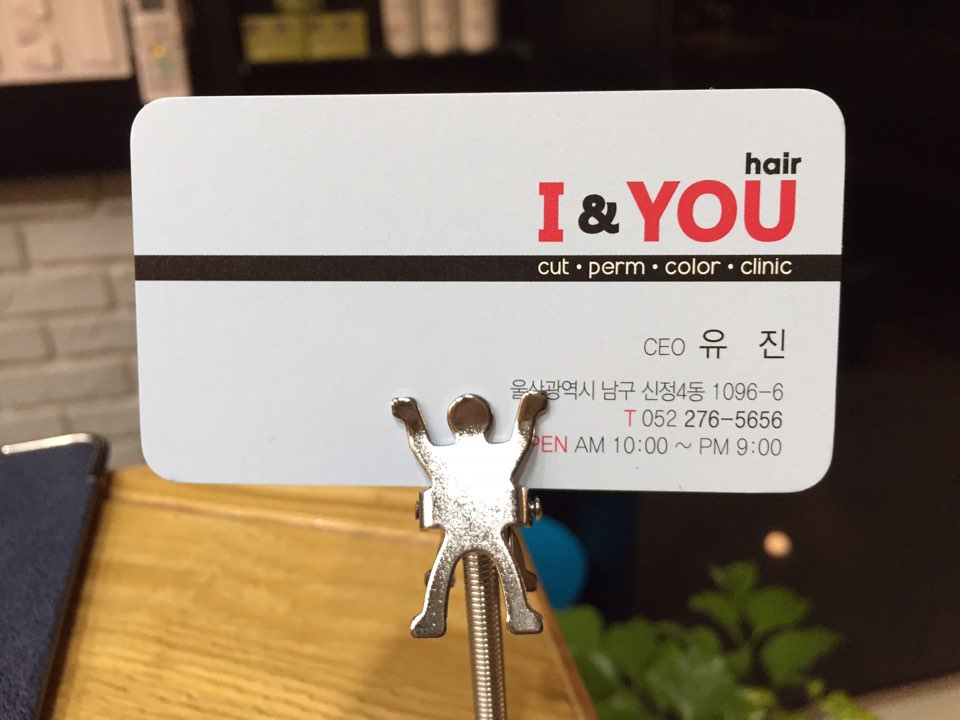 hair
I & YOU
cut • perm • color • clinic
CEO 유 진
울산광역시 남구 신정4동 1096-6
T 052 276-5656
PEN AM 10:00 ~ PM 9:00